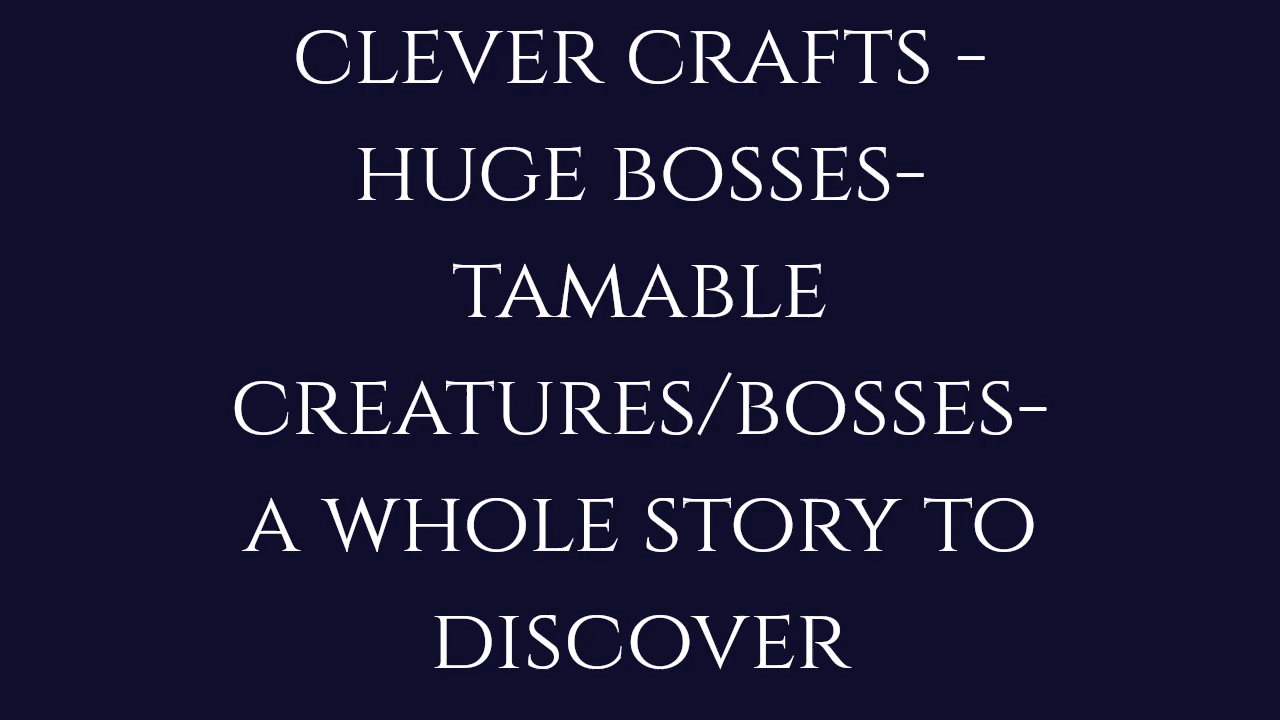 CLEVER CRAFTS -
HUGE BOSSES-
TAMABLE
CREATURES/BOSSES-
A WHOLE STORY TO
DISCOVER